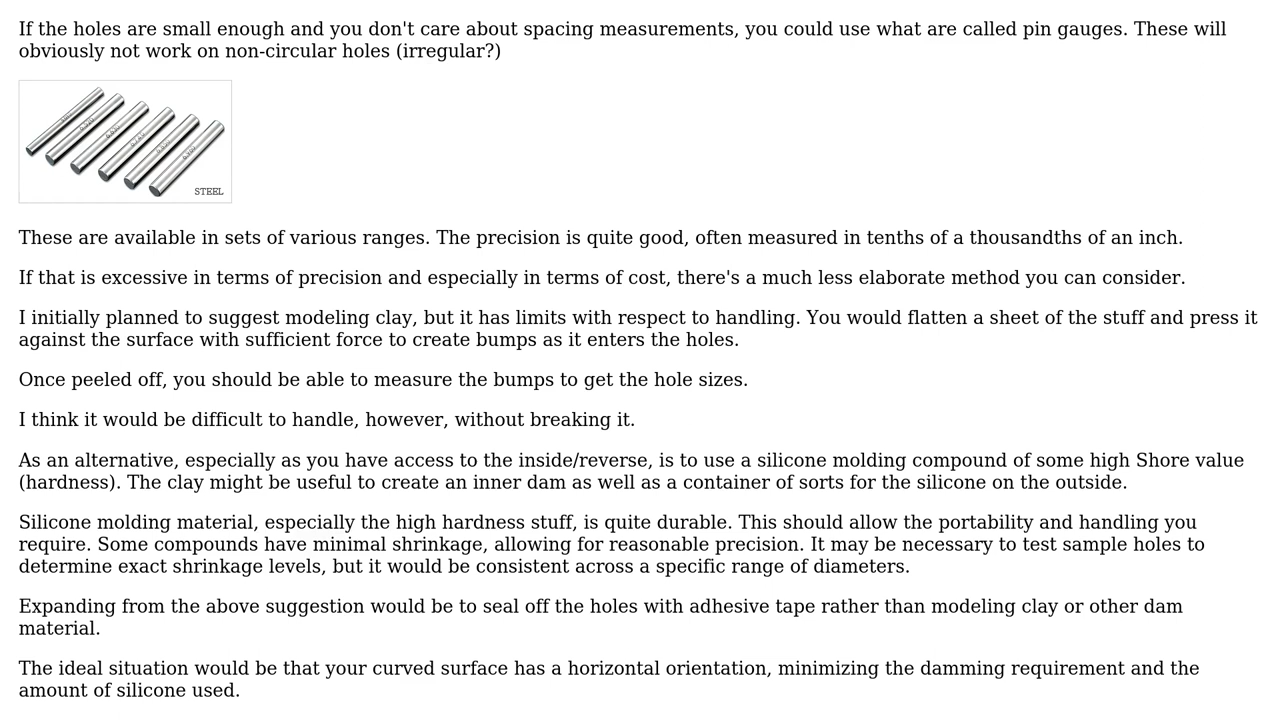 If the holes are small enough and you don't care about spacing measurements, you could use what are called pin gauges. These will
obviously not work on non-circular holes (irregular?)
STEEL
These are available in sets of various ranges. The precision is quite good, often measured in tenths of a thousandths of an inch.
If that is excessive in terms of precision and especially in terms of cost, there's a much less elaborate method you can consider.
I initially planned to suggest modeling clay, but it has limits with respect to handling. You would flatten a sheet of the stuff and press it
against the surface with sufficient force to create bumps as it enters the holes.
Once peeled off, you should be able to measure the bumps to get the hole sizes.
I think it would be difficult to handle, however, without breaking it.
As an alternative, especially as you have access to the inside/reverse, is to use a silicone molding compound of some high Shore value
(hardness). The clay might be useful to create an inner dam as well as a container of sorts for the silicone on the outside.
Silicone molding material, especially the high hardness stuff, is quite durable. This should allow the portability and handling you
require. Some compounds have minimal shrinkage, allowing for reasonable precision. It may be necessary to test sample holes to
determine exact shrinkage levels, but it would be consistent across a specific range of diameters.
Expanding from the above suggestion would be to seal off the holes with adhesive tape rather than modeling clay or other dam
material.
The ideal situation would be that your curved surface has a horizontal orientation, minimizing the damming requirement and the
amount of silicone used.